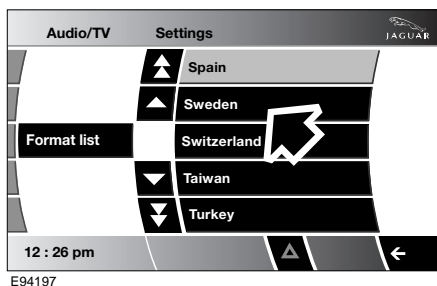 Audio/TV Settings
JAGUAR
Spain
Sweden
Format list
Switzerland
Taiwan
Turkey
12 : 26 pm
E94197